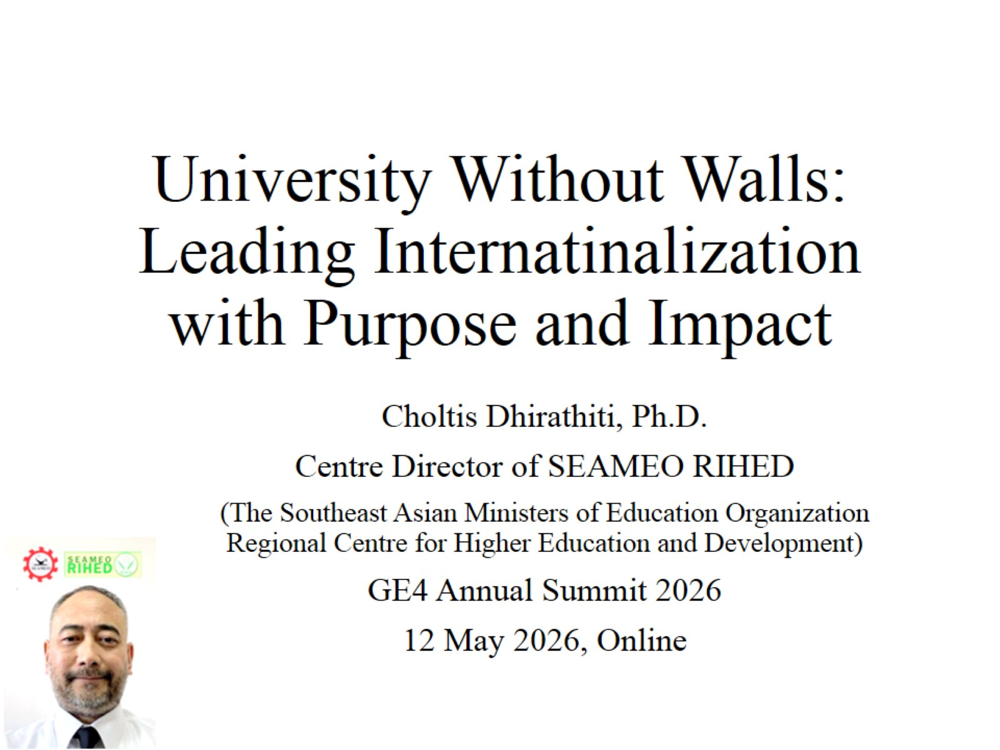 University Without Walls:
Leading Internatinalization
with Purpose and Impact
Choltis Dhirathiti, Ph.D.
Centre Director of SEAMEO RIHED
(The Southeast Asian Ministers of Education Organization
Regional Centre for Higher Education and Development)
GE4 Annual Summit 2026
12 May 2026, Online
SEAMEO
RIHED